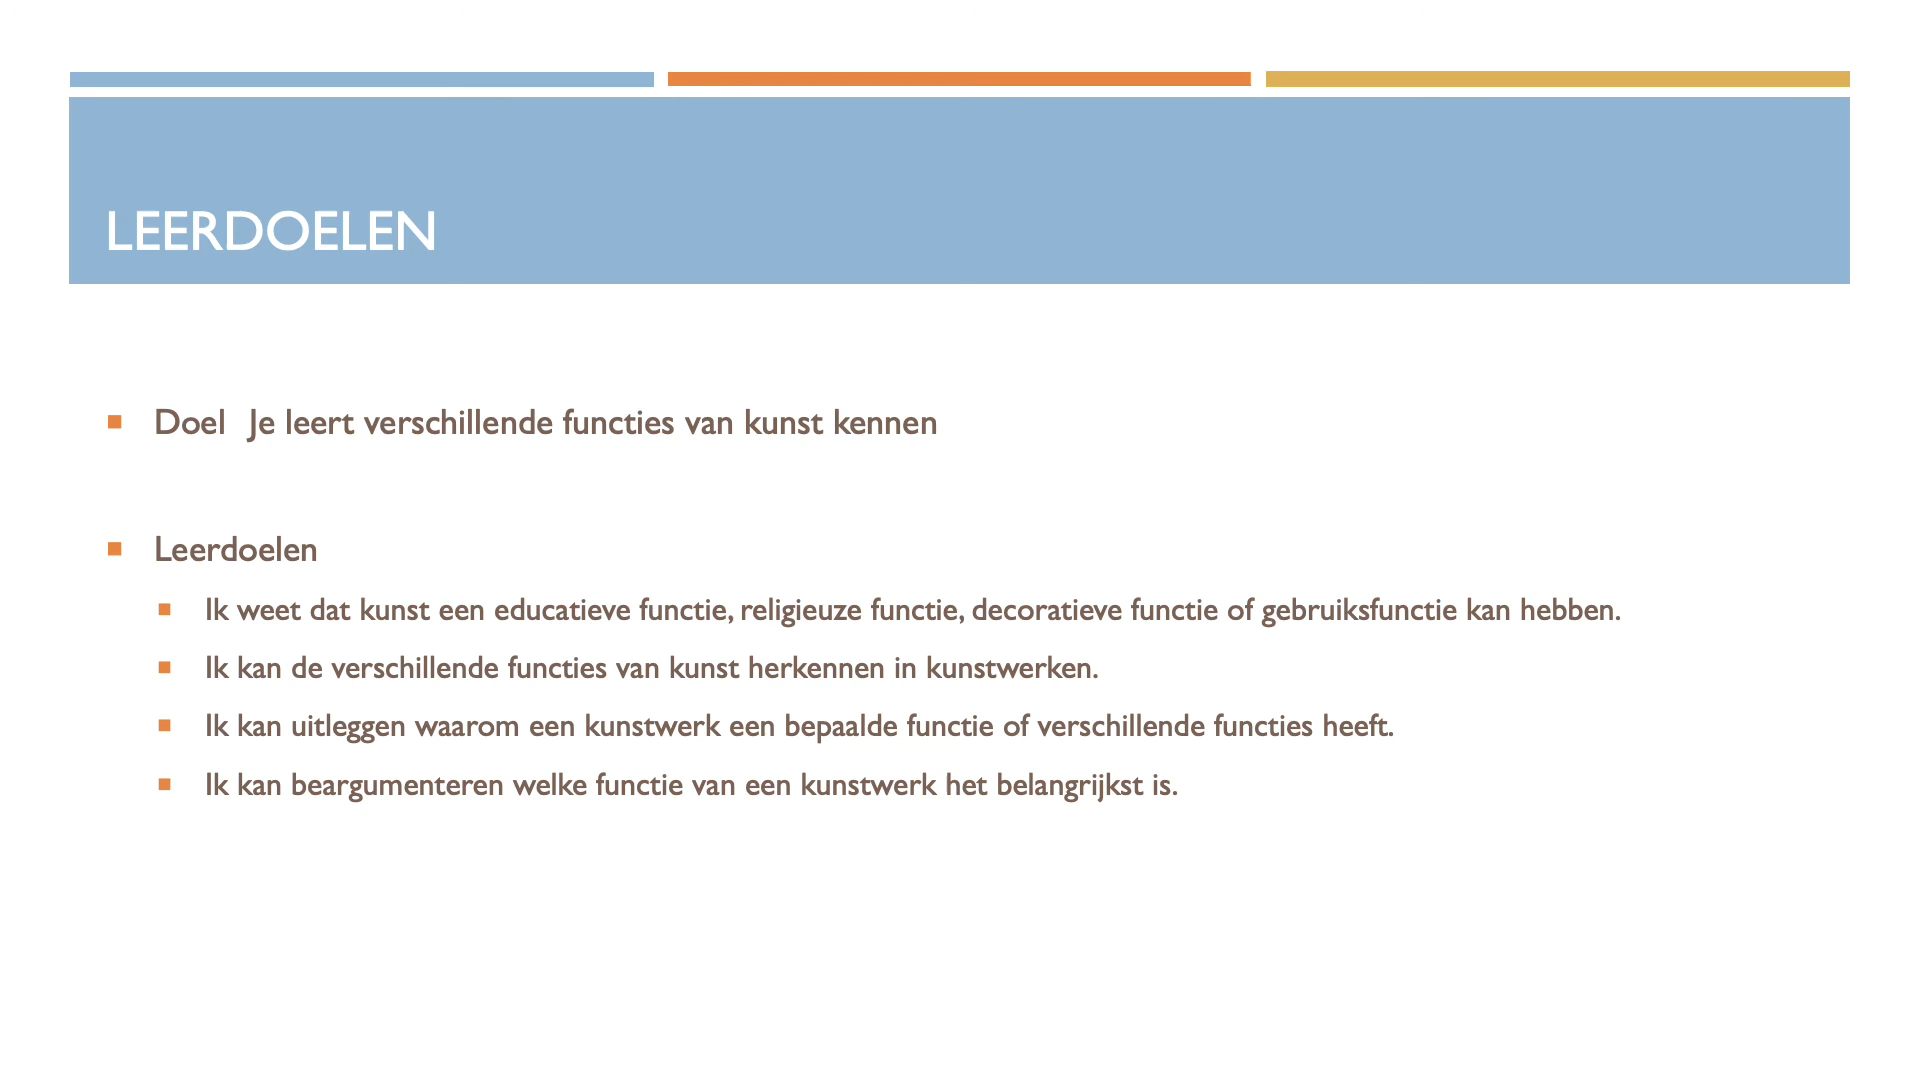 LEERDOELEN
Doel Je leert verschillende functies van kunst kennen
Leerdoelen
Ik weet dat kunst een educatieve functie, religieuze functie, decoratieve functie of gebruiksfunctie kan hebben.
Ik kan de verschillende functies van kunst herkennen in kunstwerken.
Ik kan uitleggen waarom een kunstwerk een bepaalde functie of verschillende functies heeft.
Ik kan beargumenteren welke functie van een kunstwerk het belangrijkst is.